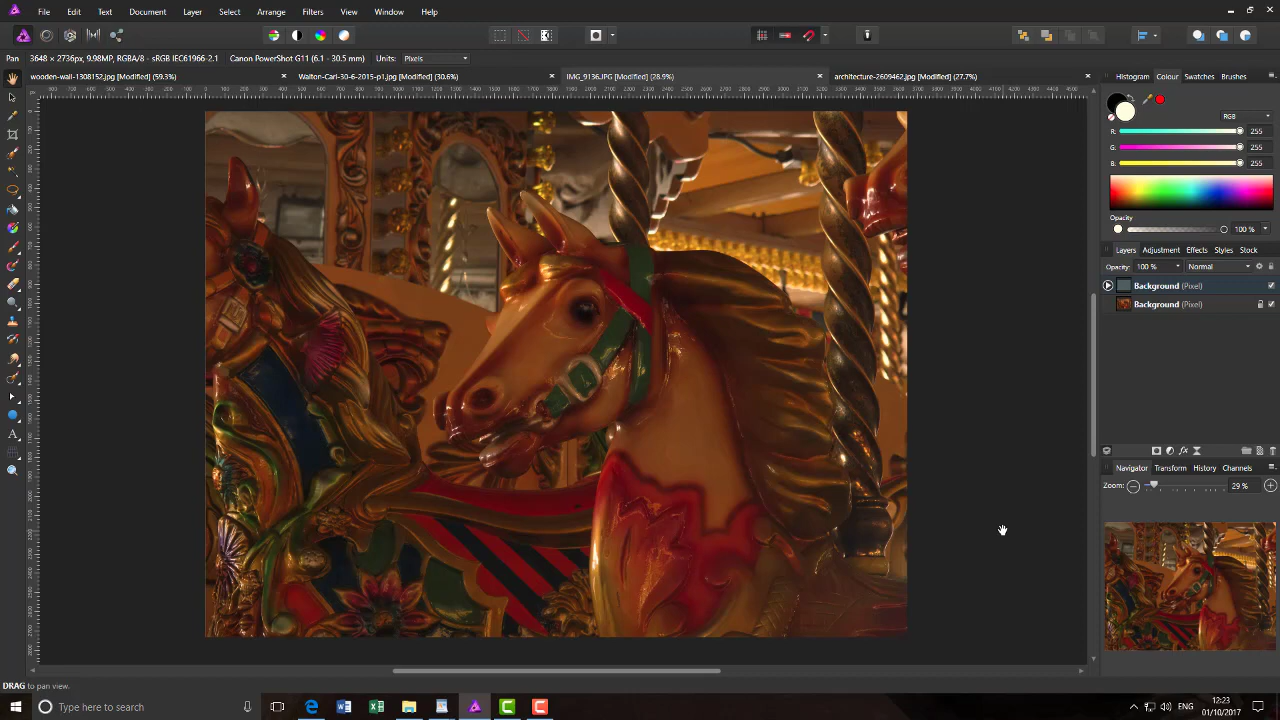 File Edit Text Document Layer Select Arrange Filters View Window Help
Pan 3648 × 2736px, 9.98MP, RGBA/8 - sRGB IEC61966-2.1 Canon PowerShot G11 (6.1 - 30.5 mm) Units: Pixels
wooden-wall-1308152.jpg [Modified] (59.3%) Walton-Carl-30-6-2015-p1.jpg [Modified] (30.6%) IMG_9136.JPG [Modified] (28.9%) architecture-2609462.jpg [Modified] (27.7%)
Histogram Colour Swatches Brushes
RGB
R: 255
G: 255
B: 255
Opacity
100 %
Layers Adjustment Effects Styles Stock
Opacity: 100 % Normal
Background (Pixel)
Background (Pixel)
Navigator Transform History Channels
Zoom: 29 %
DRAG to pan view.
Type here to search
ENG
12:23
01/10/2017